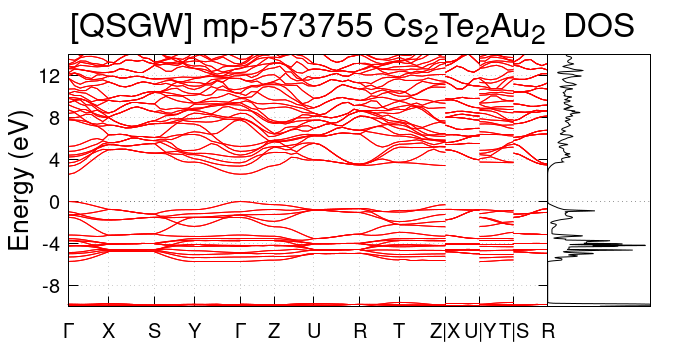 [QSGW] mp-573755 Cs₂Te₂Au₂ DOS
Energy (eV)
12
8
4
0
-4
-8
Γ X S Y Γ Z U R T Z|X U|Y T|S R